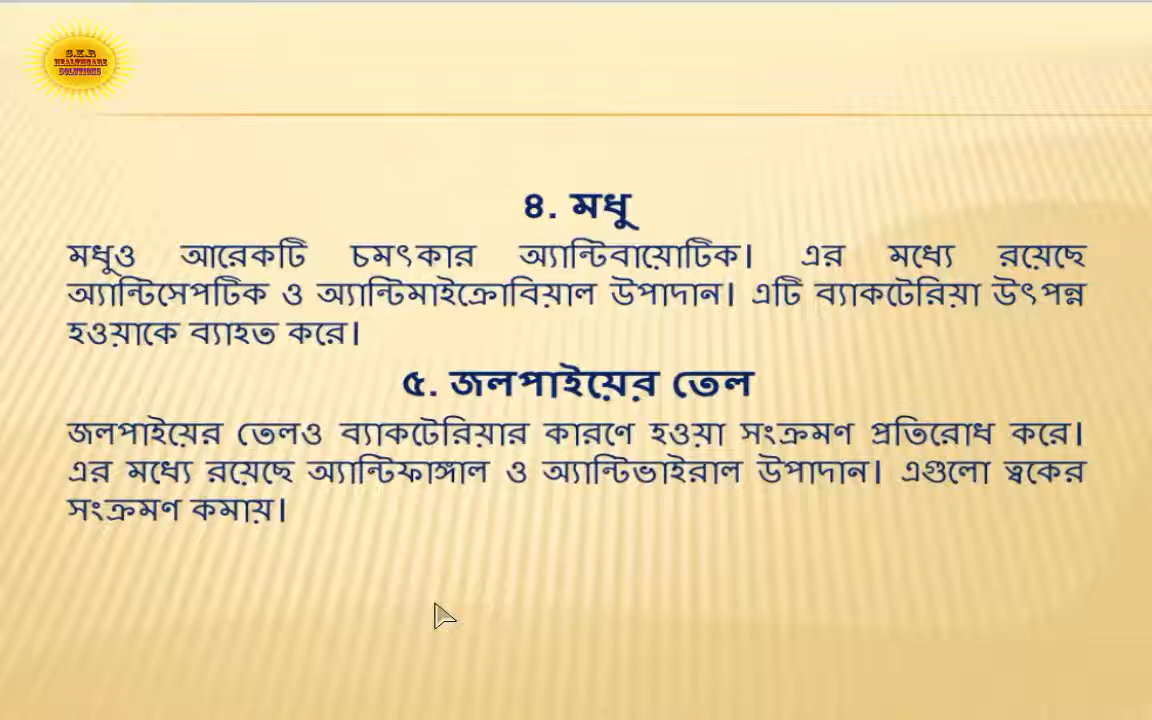 S.K.B
HEALTHCARE
SOLUTIONS
৪. মধু
মধুও আরেকটি চমৎকার অ্যান্টিবায়োটিক। এর মধ্যে রয়েছে
অ্যান্টিসেপটিক ও অ্যান্টিমাইক্রোবিয়াল উপাদান। এটি ব্যাকটেরিয়া উৎপন্ন
হওয়াকে ব্যাহত করে।
৫. জলপাইয়ের তেল
জলপাইয়ের তেলও ব্যাকটেরিয়ার কারণে হওয়া সংক্রমণ প্রতিরোধ করে।
এর মধ্যে রয়েছে অ্যান্টিফাঙ্গাল ও অ্যান্টিভাইরাল উপাদান। এগুলো ত্বকের
সংক্রমণ কমায়।